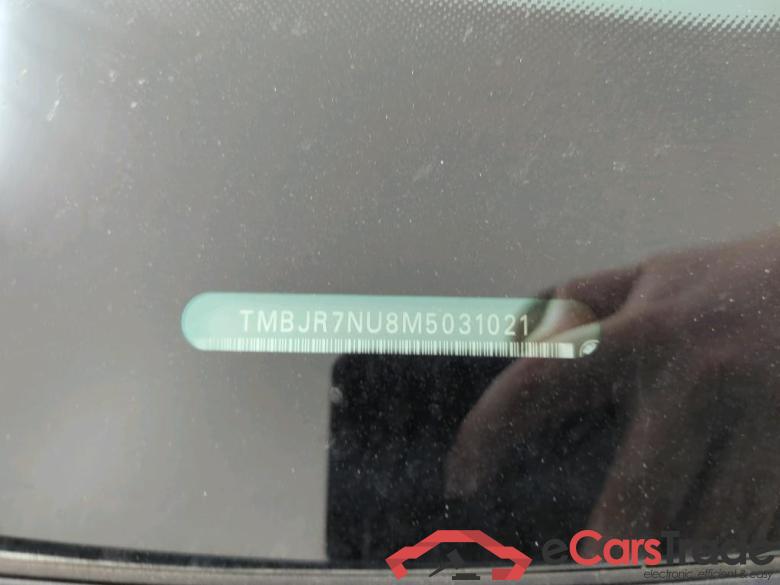 TMBJR7NU8M5031021
eCarsTrade
electronic, efficient & easy